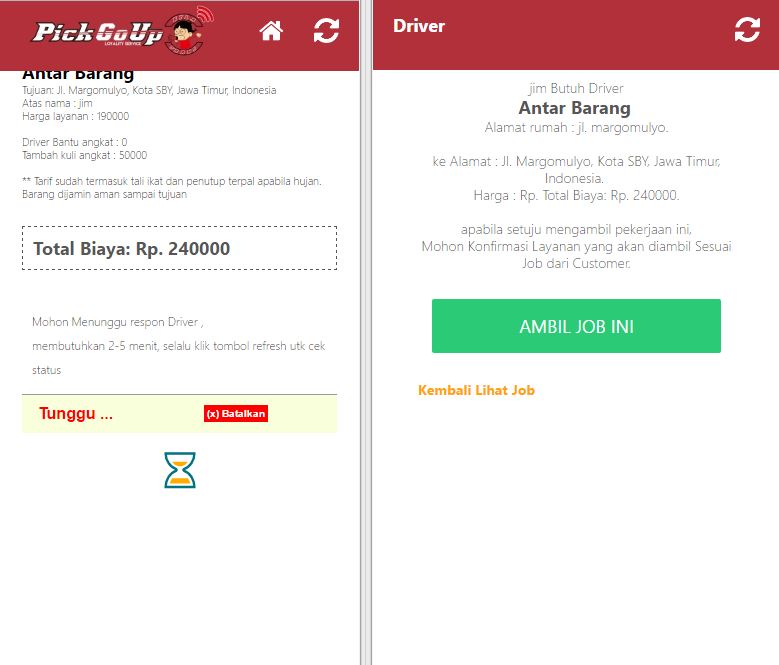 Pick Go Up
LOYALITY SERVICE
Antar Barang
Tujuan: Jl. Margomulyo, Kota SBY, Jawa Timur, Indonesia
Atas nama : jim
Harga layanan : 190000
Driver Bantu angkat : 0
Tambah kuli angkat : 50000
** Tarif sudah termasuk tali ikat dan penutup terpal apabila hujan.
Barang dijamin aman sampai tujuan
Total Biaya: Rp. 240000
Mohon Menunggu respon Driver ,
membutuhkan 2-5 menit, selalu klik tombol refresh utk cek
status
Tunggu ...
(x) Batalkan
Driver
jim Butuh Driver
Antar Barang
Alamat rumah : jl. margomulyo.
ke Alamat : Jl. Margomulyo, Kota SBY, Jawa Timur,
Indonesia.
Harga : Rp. Total Biaya: Rp. 240000.
apabila setuju mengambil pekerjaan ini,
Mohon Konfirmasi Layanan yang akan diambil Sesuai
Job dari Customer.
AMBIL JOB INI
Kembali Lihat Job